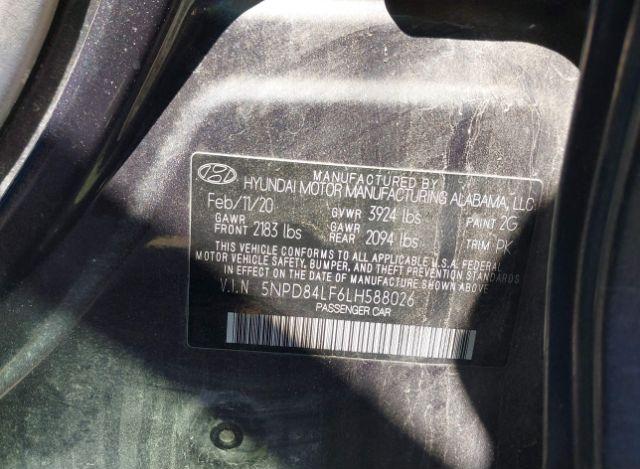 MANUFACTURED BY
HYUNDAI MOTOR MANUFACTURING ALABAMA, LLC
Feb/11/20 GVWR 3924 lbs PAINT 2G
GAWR FRONT 2183 lbs GAWR REAR 2094 lbs TRIM PK
THIS VEHICLE CONFORMS TO ALL APPLICABLE U.S.A. FEDERAL
MOTOR VEHICLE SAFETY, BUMPER, AND THEFT PREVENTION STANDARDS
IN EFFECT ON THE DATE OF MANUFACTURE SHOWN ABOVE
V.I.N 5NPD84LF6LH588026
PASSENGER CAR